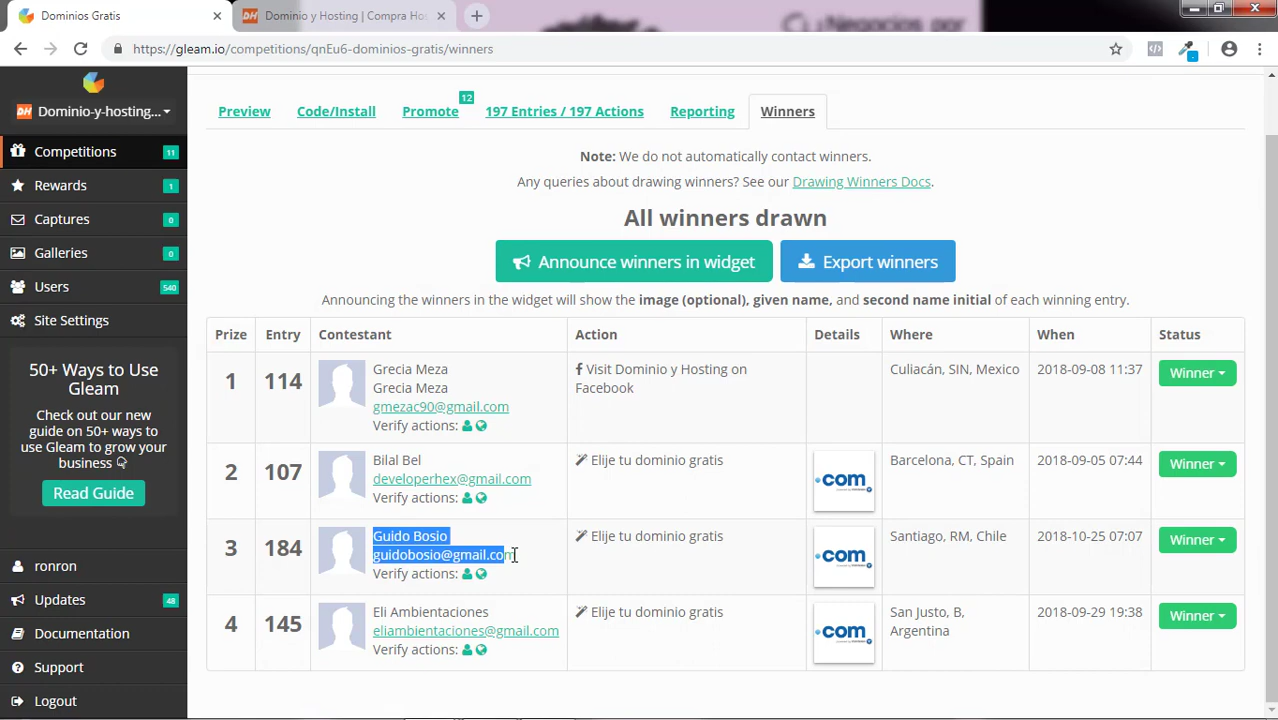 Dominios Gratis
Dominio y Hosting | Compra Hos
¿Negocios por
https://gleam.io/competitions/qnEu6-dominios-gratis/winners
Dominio-y-hosting...
Competitions 11
Rewards 1
Captures 0
Galleries 0
Users 540
Site Settings
50+ Ways to Use
Gleam
Check out our new
guide on 50+ ways to
use Gleam to grow your
business
Read Guide
ronron
Updates 48
Documentation
Support
Logout
Preview Code/Install Promote 12 197 Entries / 197 Actions Reporting Winners
Note: We do not automatically contact winners.
Any queries about drawing winners? See our Drawing Winners Docs.
All winners drawn
Announce winners in widget Export winners
Announcing the winners in the widget will show the image (optional), given name, and second name initial of each winning entry.
Prize Entry Contestant Action Details Where When Status
1 114 Grecia Meza
Grecia Meza
gmezac90@gmail.com
Verify actions:
Visit Dominio y Hosting on
Facebook
Culiacán, SIN, Mexico 2018-09-08 11:37 Winner
2 107 Bilal Bel
developerhex@gmail.com
Verify actions:
Elije tu dominio gratis .com Barcelona, CT, Spain 2018-09-05 07:44 Winner
3 184 Guido Bosio
guidobosio@gmail.com
Verify actions:
Elije tu dominio gratis .com Santiago, RM, Chile 2018-10-25 07:07 Winner
4 145 Eli Ambientaciones
eliambientaciones@gmail.com
Verify actions:
Elije tu dominio gratis .com San Justo, B,
Argentina
2018-09-29 19:38 Winner